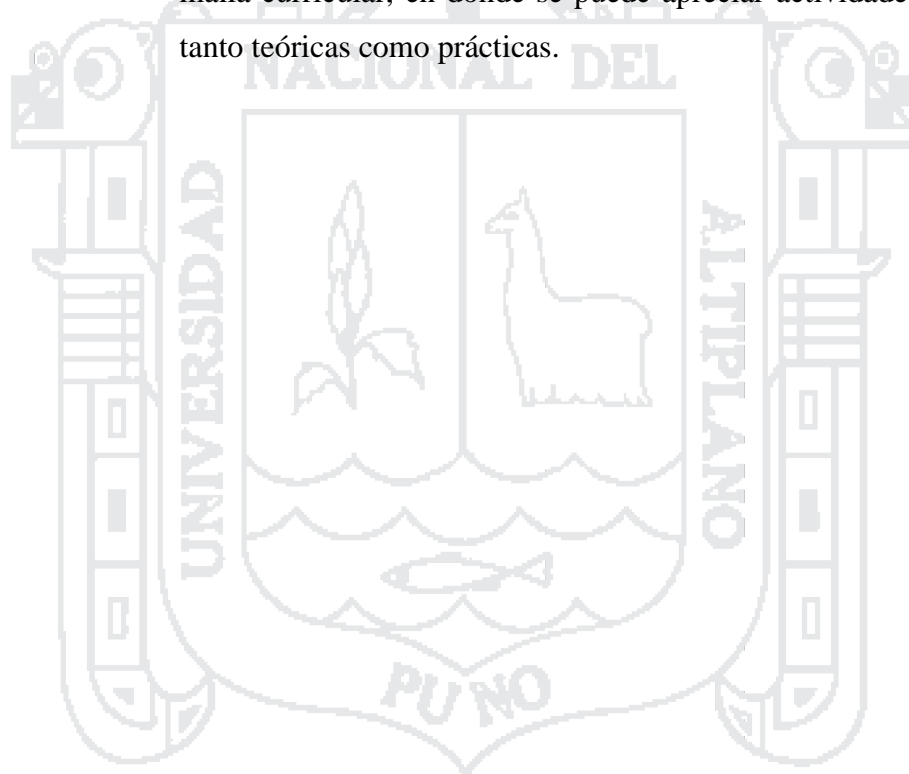 malla curricular, en donde se puede apreciar actividade
tanto teóricas como prácticas.
NACIONAL DEL
UNIVERSIDAD
ALTIPLANO
PUNO